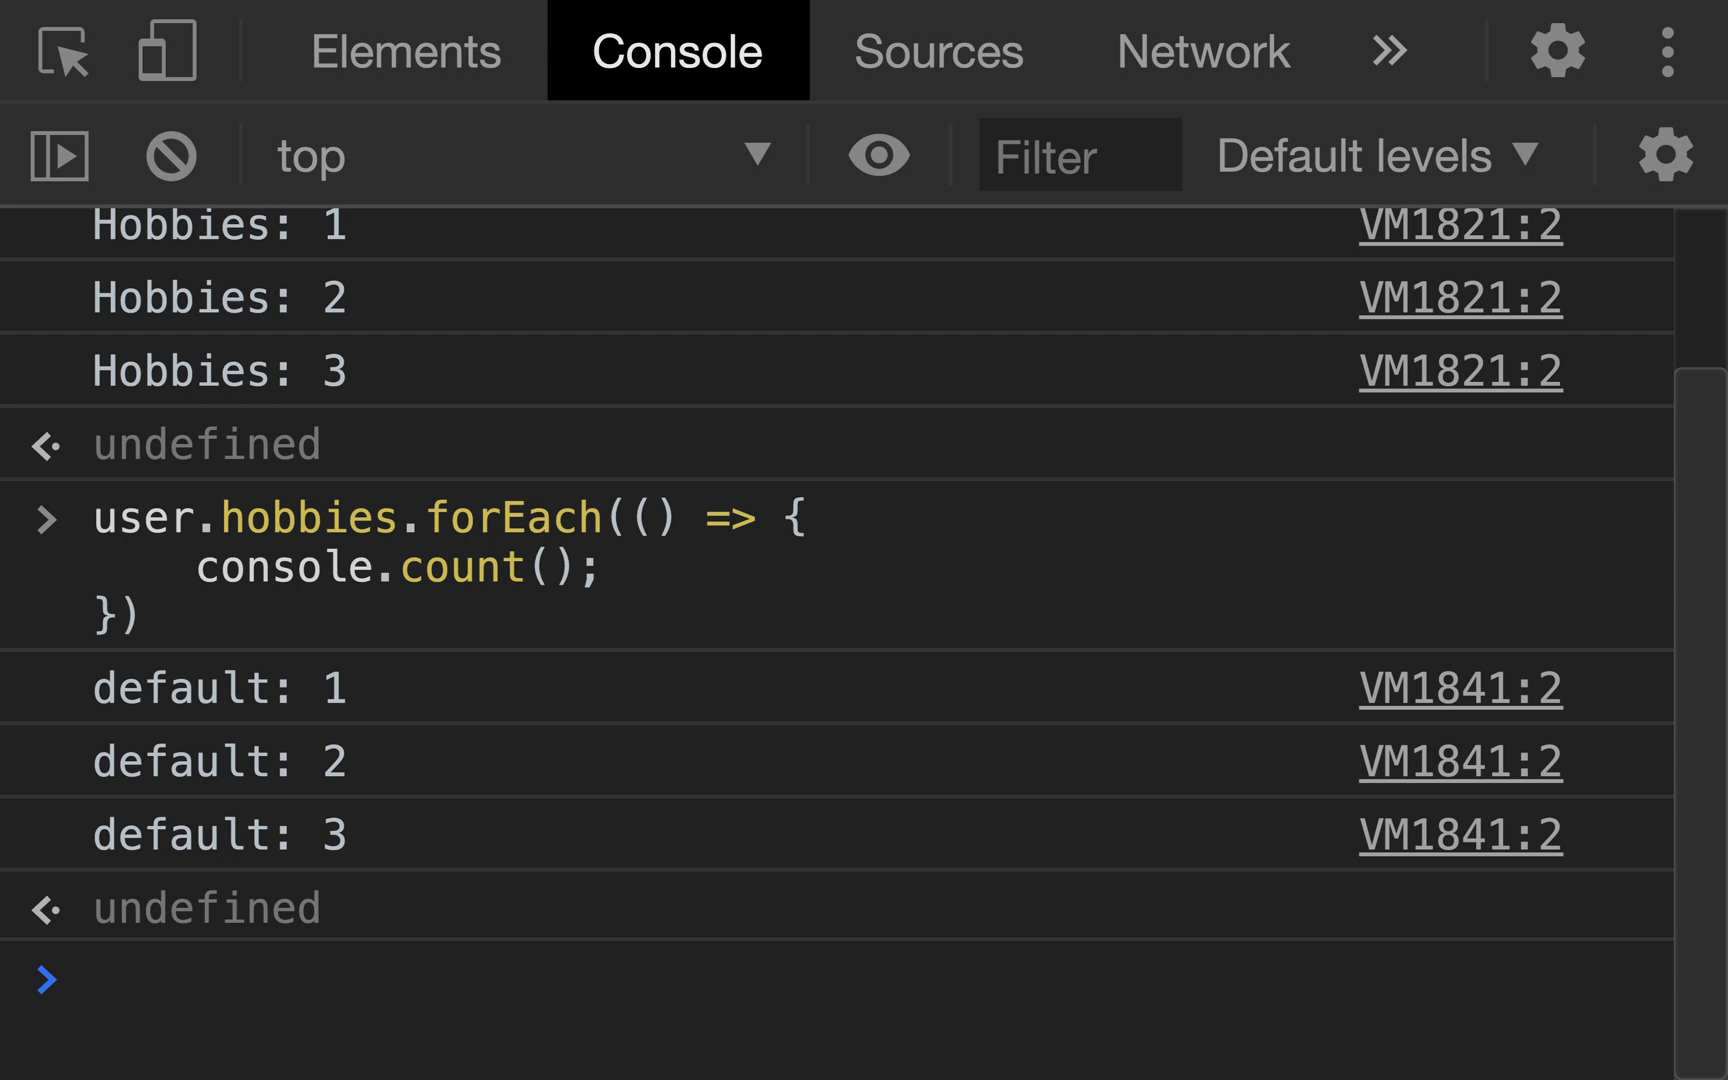 Elements Console Sources Network
top Filter Default levels
Hobbies: 1 VM1821:2
Hobbies: 2 VM1821:2
Hobbies: 3 VM1821:2
undefined
user.hobbies.forEach(() => {
    console.count();
})
default: 1 VM1841:2
default: 2 VM1841:2
default: 3 VM1841:2
undefined